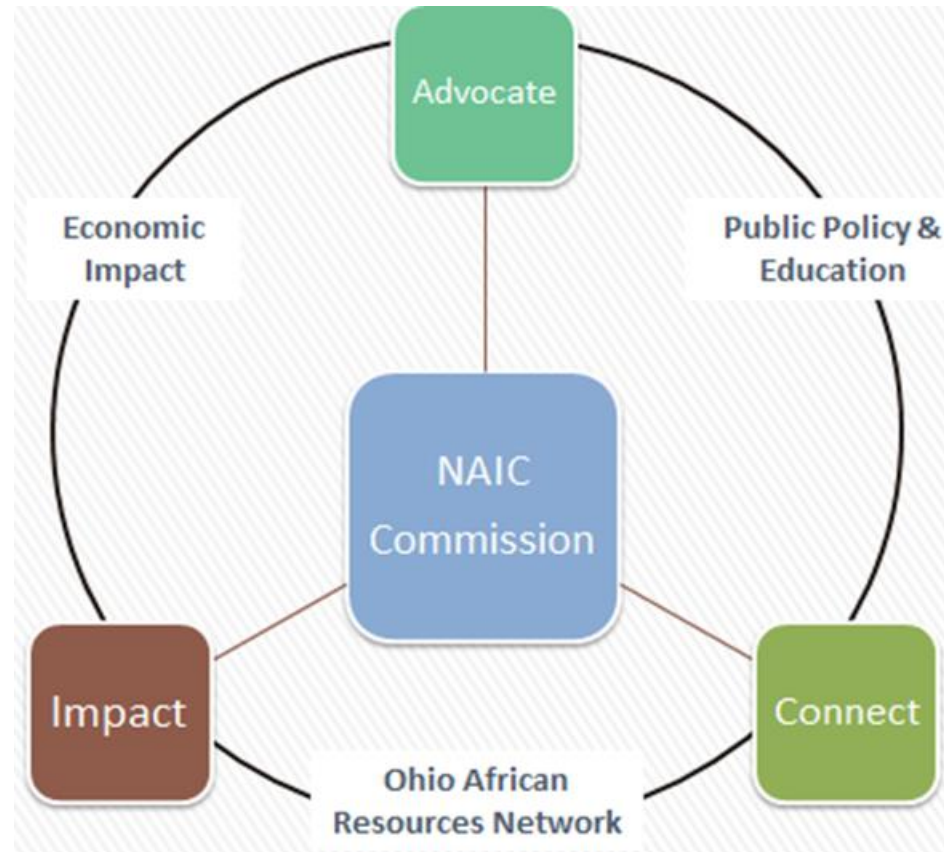 Advocate
Economic
Impact
Public Policy &
Education
NAIC
Commission
Impact
Connect
Ohio African
Resources Network